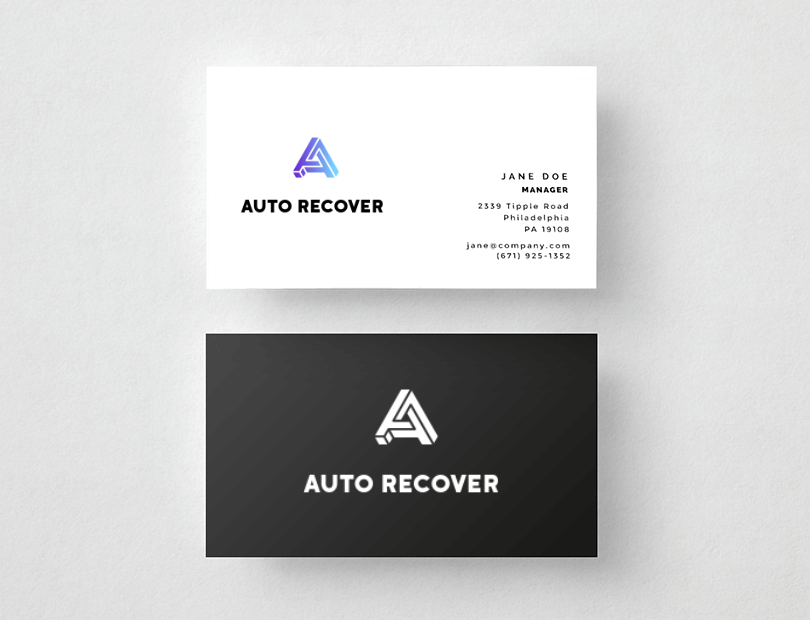 AUTO RECOVER
JANE DOE
MANAGER
2339 Tipple Road
Philadelphia
PA 19108
jane@company.com
(671) 925-1352
AUTO RECOVER